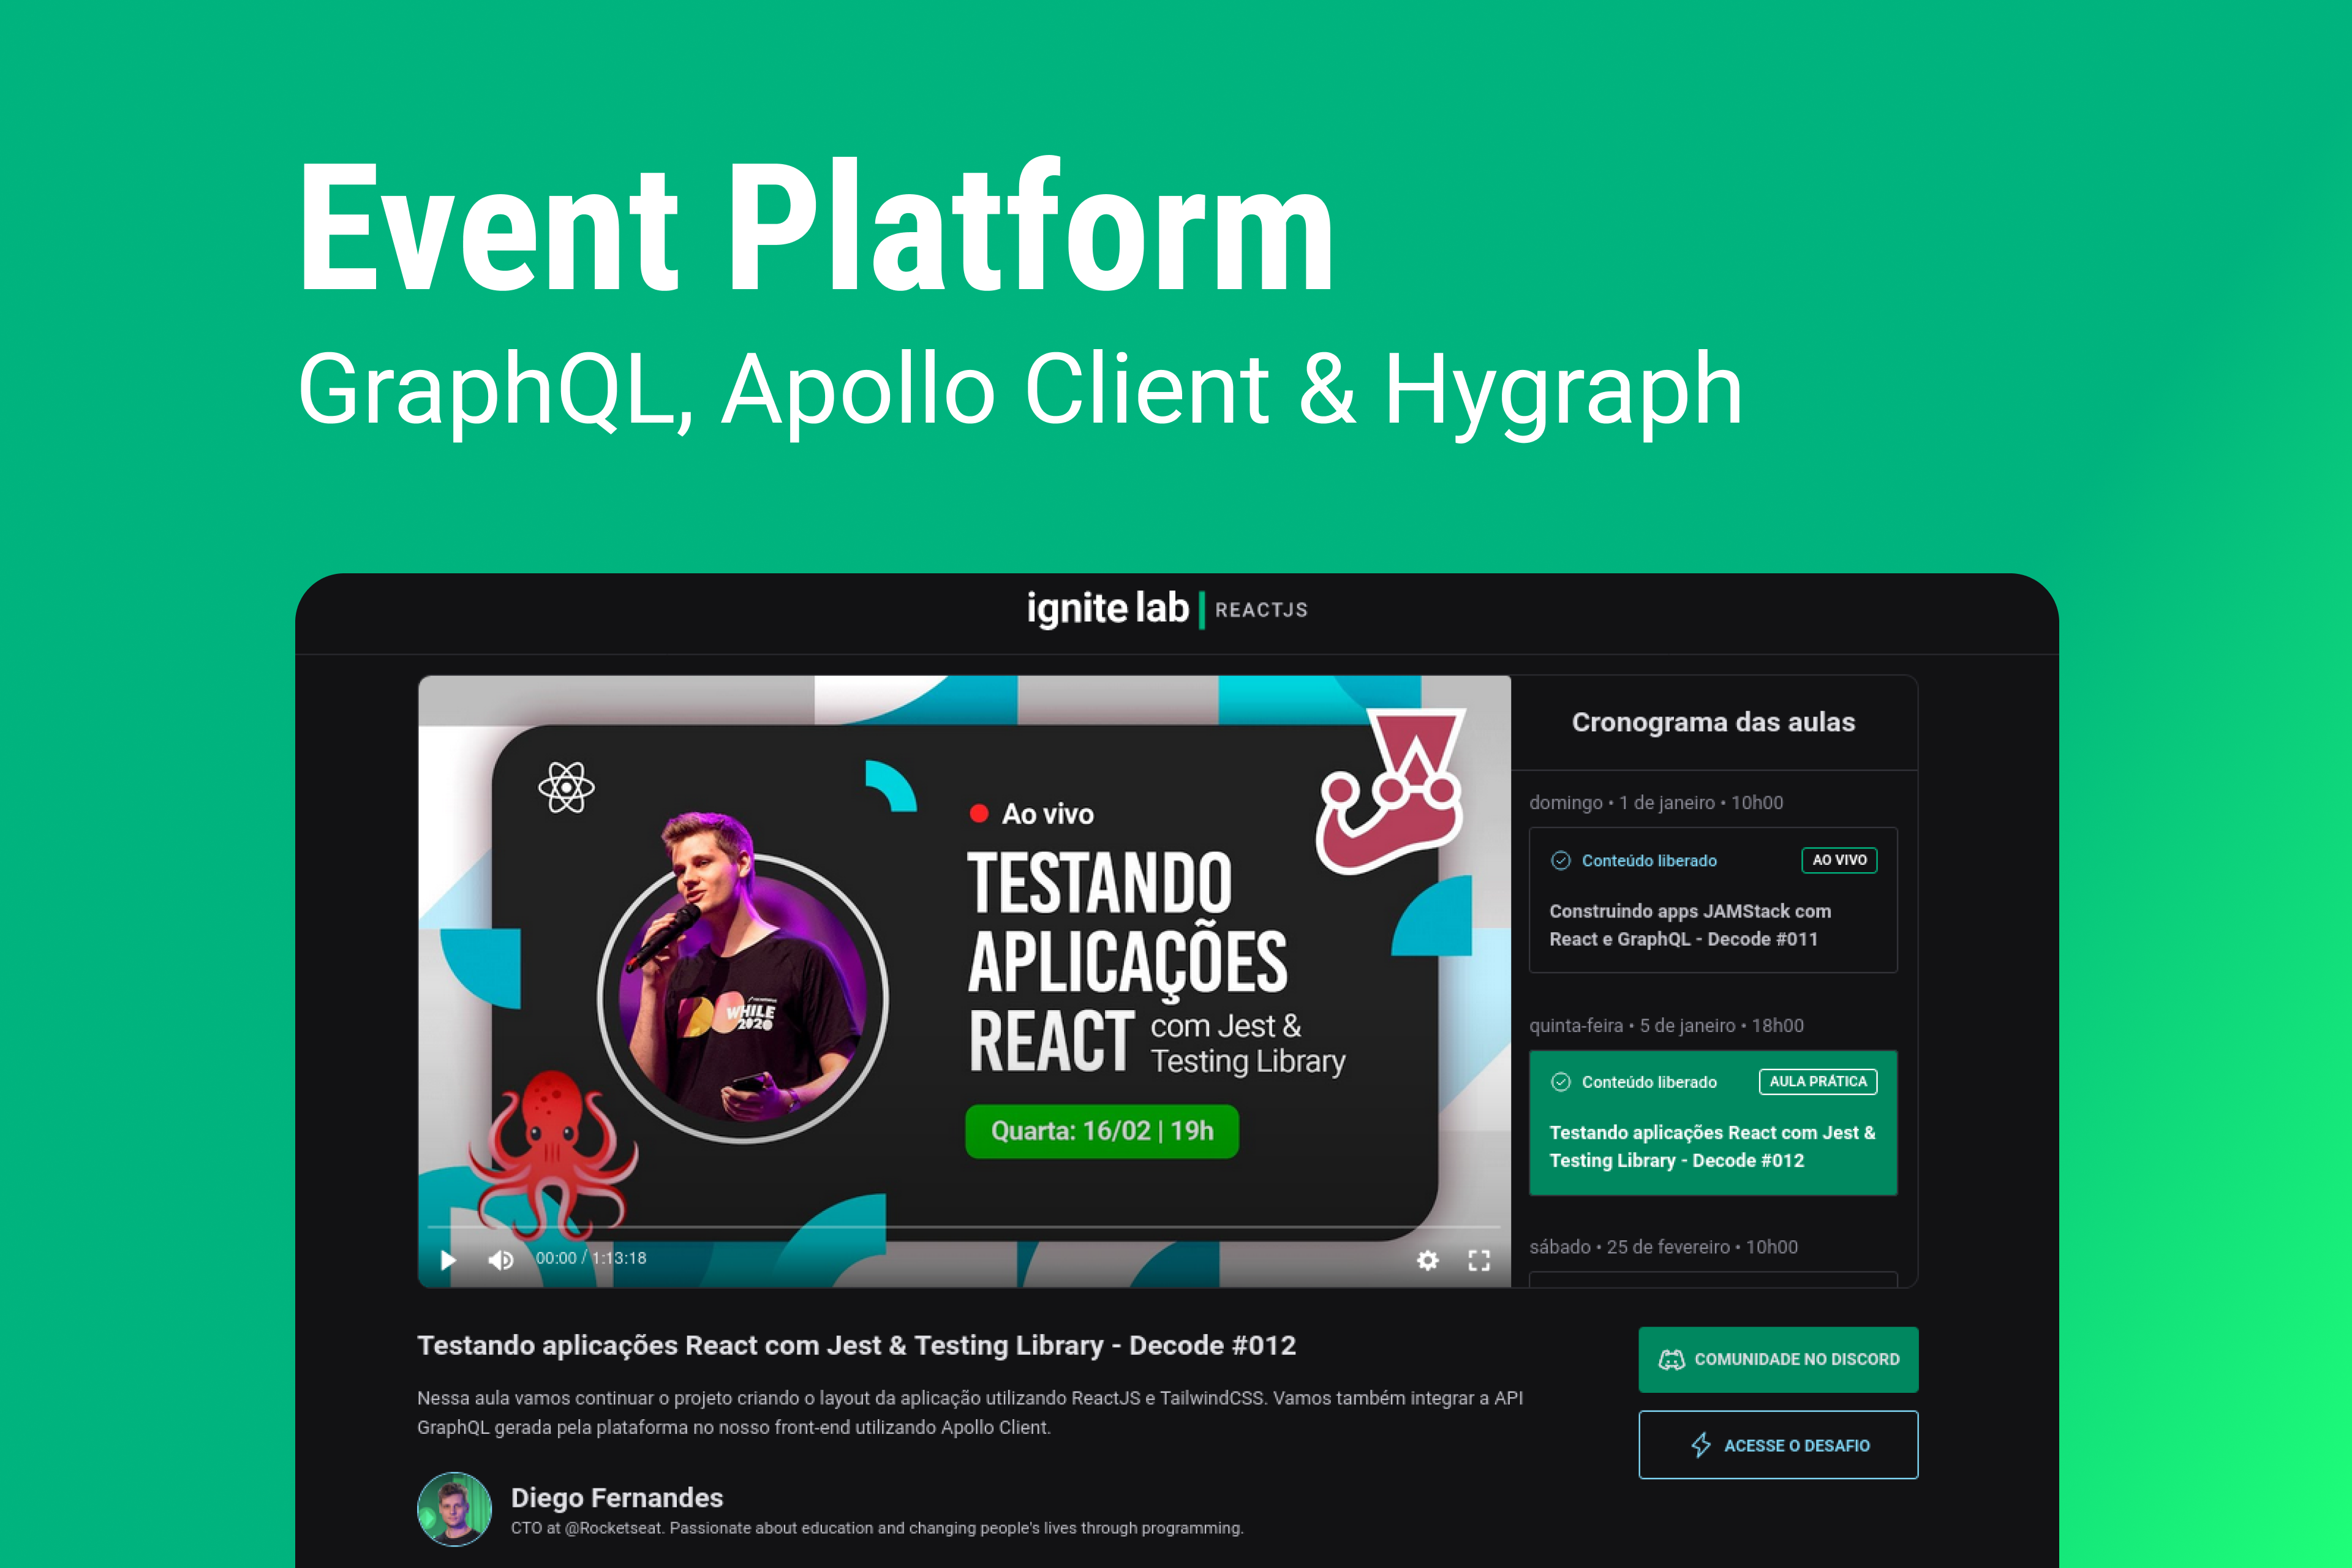 Event Platform
GraphQL, Apollo Client & Hygraph
ignite lab | REACTJS
Ao vivo
TESTANDO
APLICAÇÕES
REACT com Jest &
Testing Library
Quarta: 16/02 | 19h
WHILE
2020
00:00 / 1:13:18
Cronograma das aulas
domingo • 1 de janeiro • 10h00
Conteúdo liberado AO VIVO
Construindo apps JAMStack com
React e GraphQL - Decode #011
quinta-feira • 5 de janeiro • 18h00
Conteúdo liberado AULA PRÁTICA
Testando aplicações React com Jest &
Testing Library - Decode #012
sábado • 25 de fevereiro • 10h00
Testando aplicações React com Jest & Testing Library - Decode #012
Nessa aula vamos continuar o projeto criando o layout da aplicação utilizando ReactJS e TailwindCSS. Vamos também integrar a API
GraphQL gerada pela plataforma no nosso front-end utilizando Apollo Client.
COMUNIDADE NO DISCORD
ACESSE O DESAFIO
Diego Fernandes
CTO at @Rocketseat. Passionate about education and changing people's lives through programming.